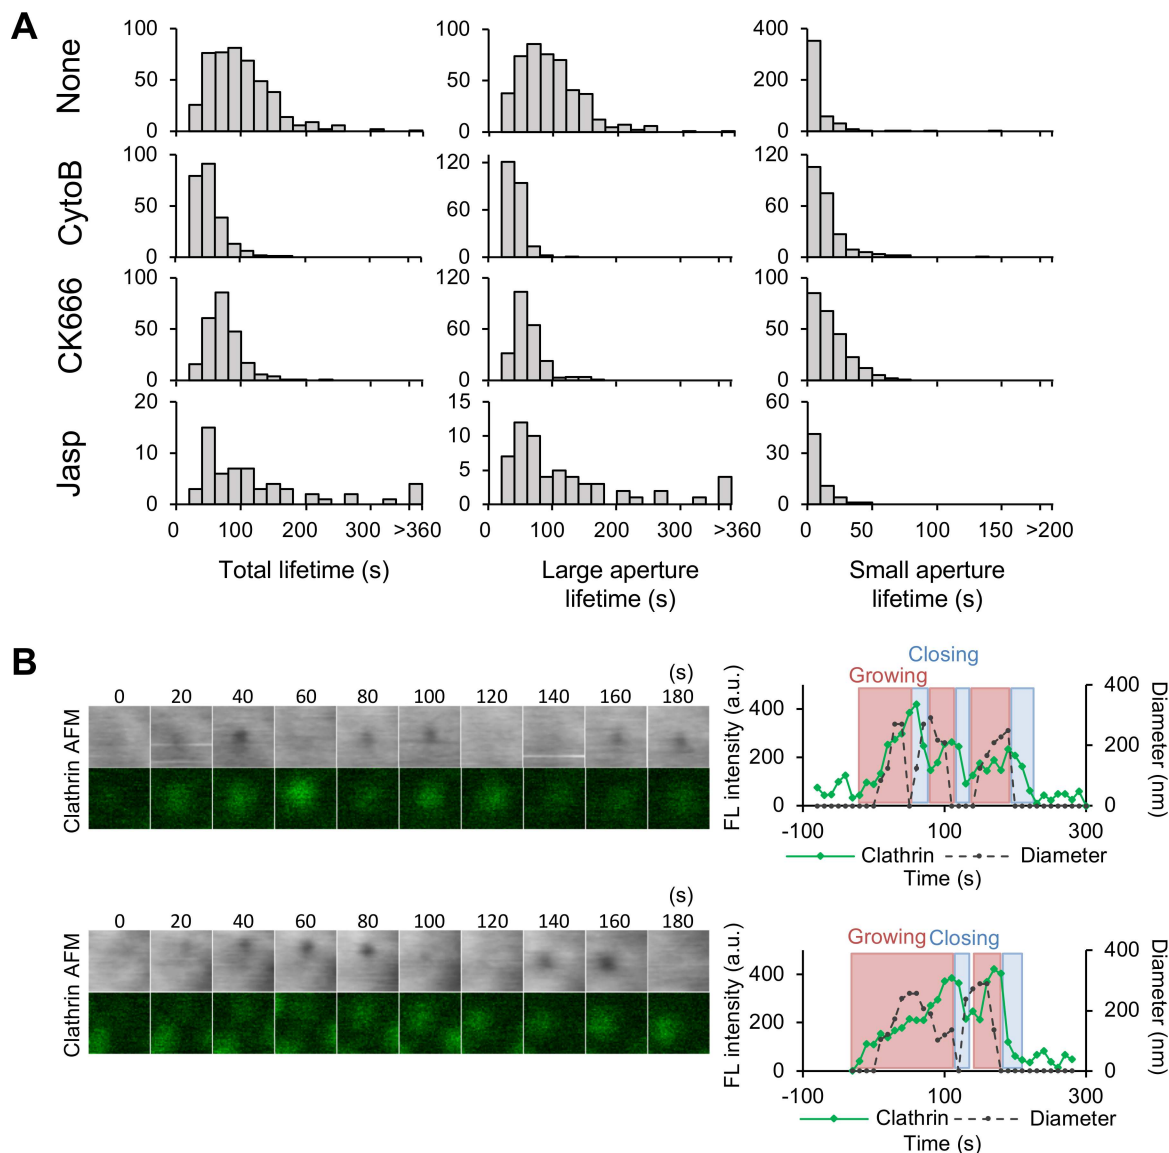 A
None
100
50
0
100
50
0
400
200
0
CytoB
100
50
0
120
60
0
120
60
0
CK666
100
50
0
120
60
0
100
50
0
Jasp
20
10
0
15
10
5
0
60
30
0
0 100 200 300 >360
0 100 200 300 >360
0 50 100 150 >200
Total lifetime (s)
Large aperture
lifetime (s)
Small aperture
lifetime (s)
B
(s)
0 20 40 60 80 100 120 140 160 180
Clathrin AFM
Closing
Growing
FL intensity (a.u.)
400
200
0
400
200
0
Diameter (nm)
-100 100 300
Clathrin Diameter
Time (s)
(s)
0 20 40 60 80 100 120 140 160 180
Clathrin AFM
Growing Closing
FL intensity (a.u.)
400
200
0
400
200
0
Diameter (nm)
-100 100 300
Clathrin Diameter
Time (s)